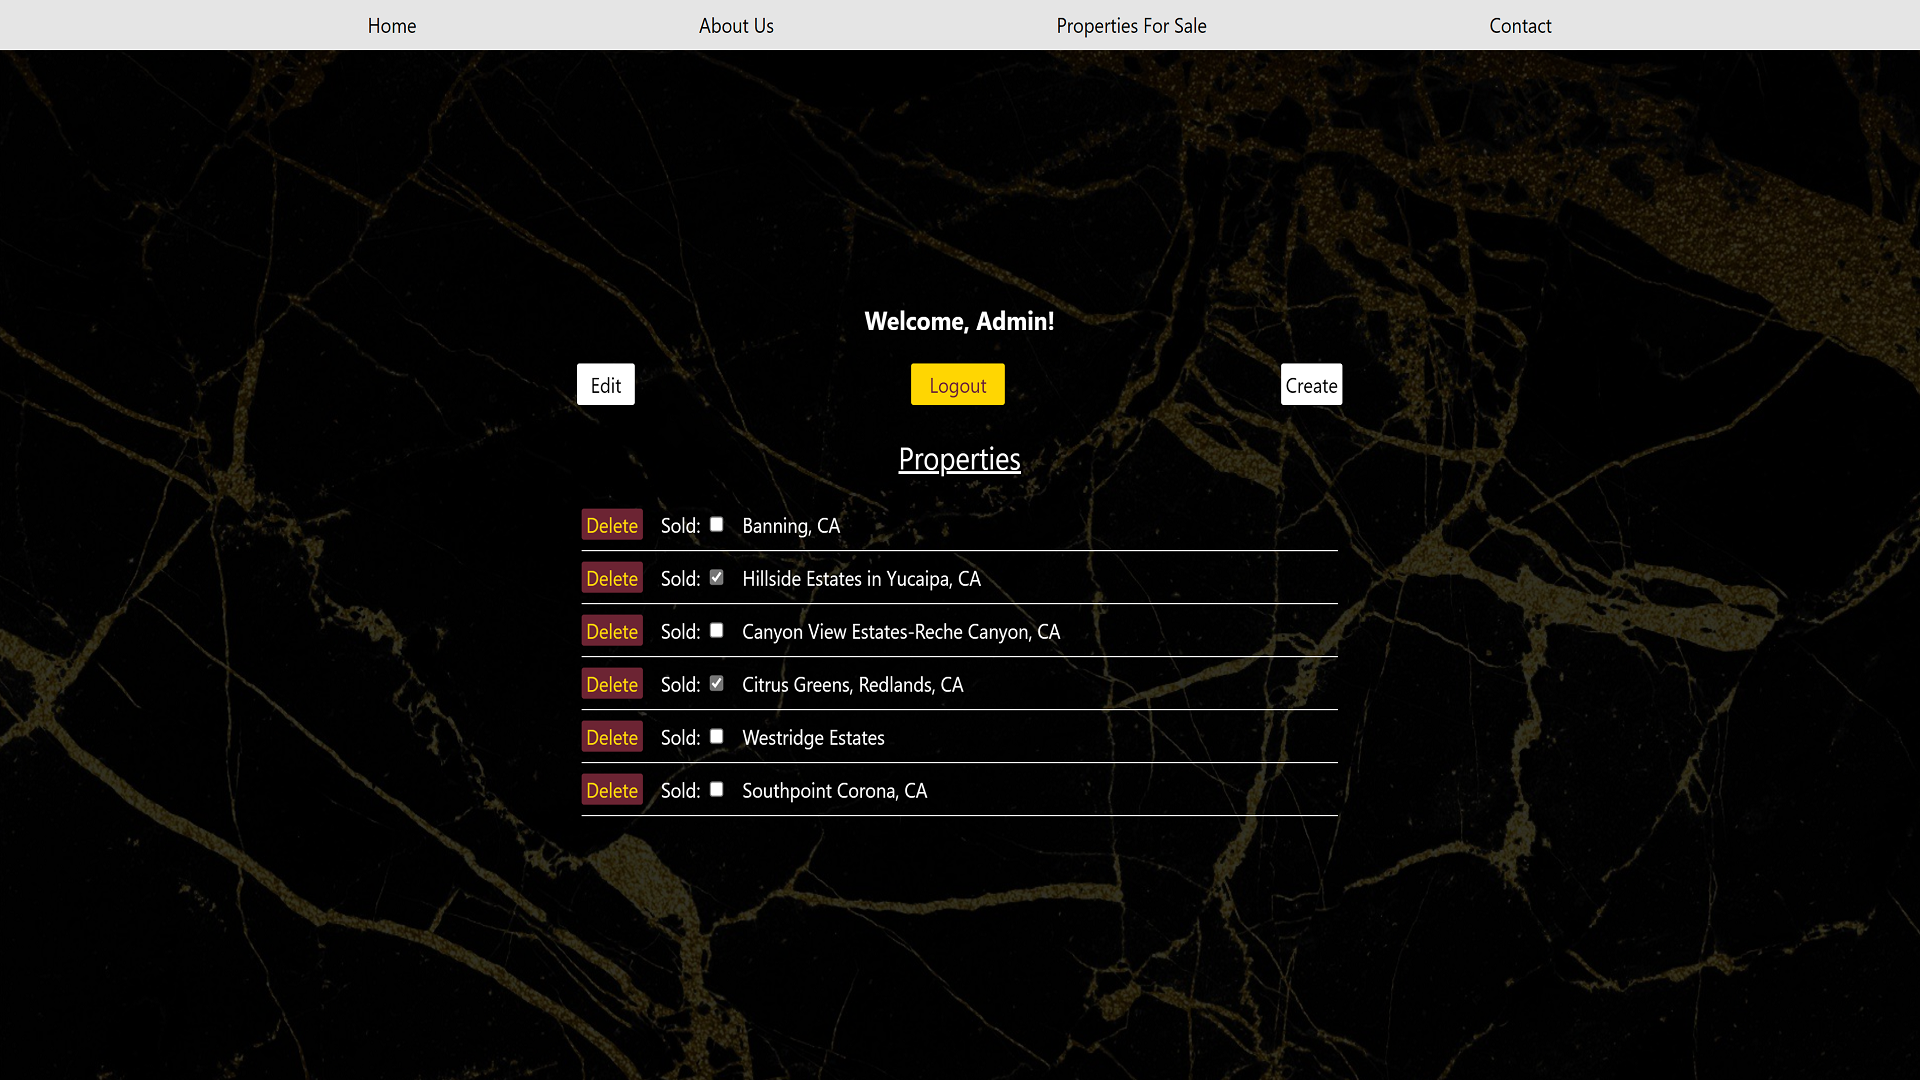 Home About Us Properties For Sale Contact
Welcome, Admin!
Edit Logout Create
Properties
Delete Sold: Banning, CA
Delete Sold: Hillside Estates in Yucaipa, CA
Delete Sold: Canyon View Estates-Reche Canyon, CA
Delete Sold: Citrus Greens, Redlands, CA
Delete Sold: Westridge Estates
Delete Sold: Southpoint Corona, CA